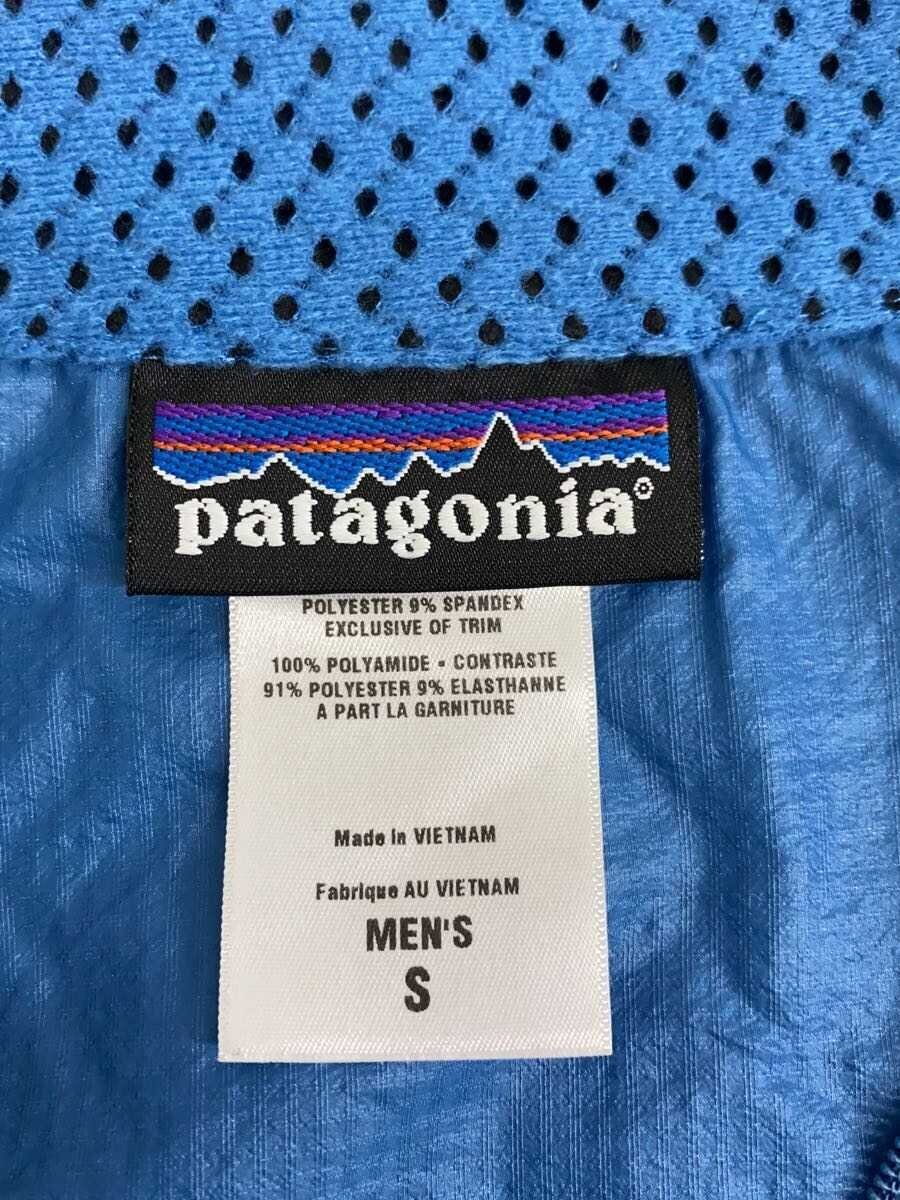 patagonia®
POLYESTER 9% SPANDEX
EXCLUSIVE OF TRIM
100% POLYAMIDE - CONTRASTE
91% POLYESTER 9% ELASTHANNE
A PART LA GARNITURE
Made in VIETNAM
Fabrique AU VIETNAM
MEN'S
S